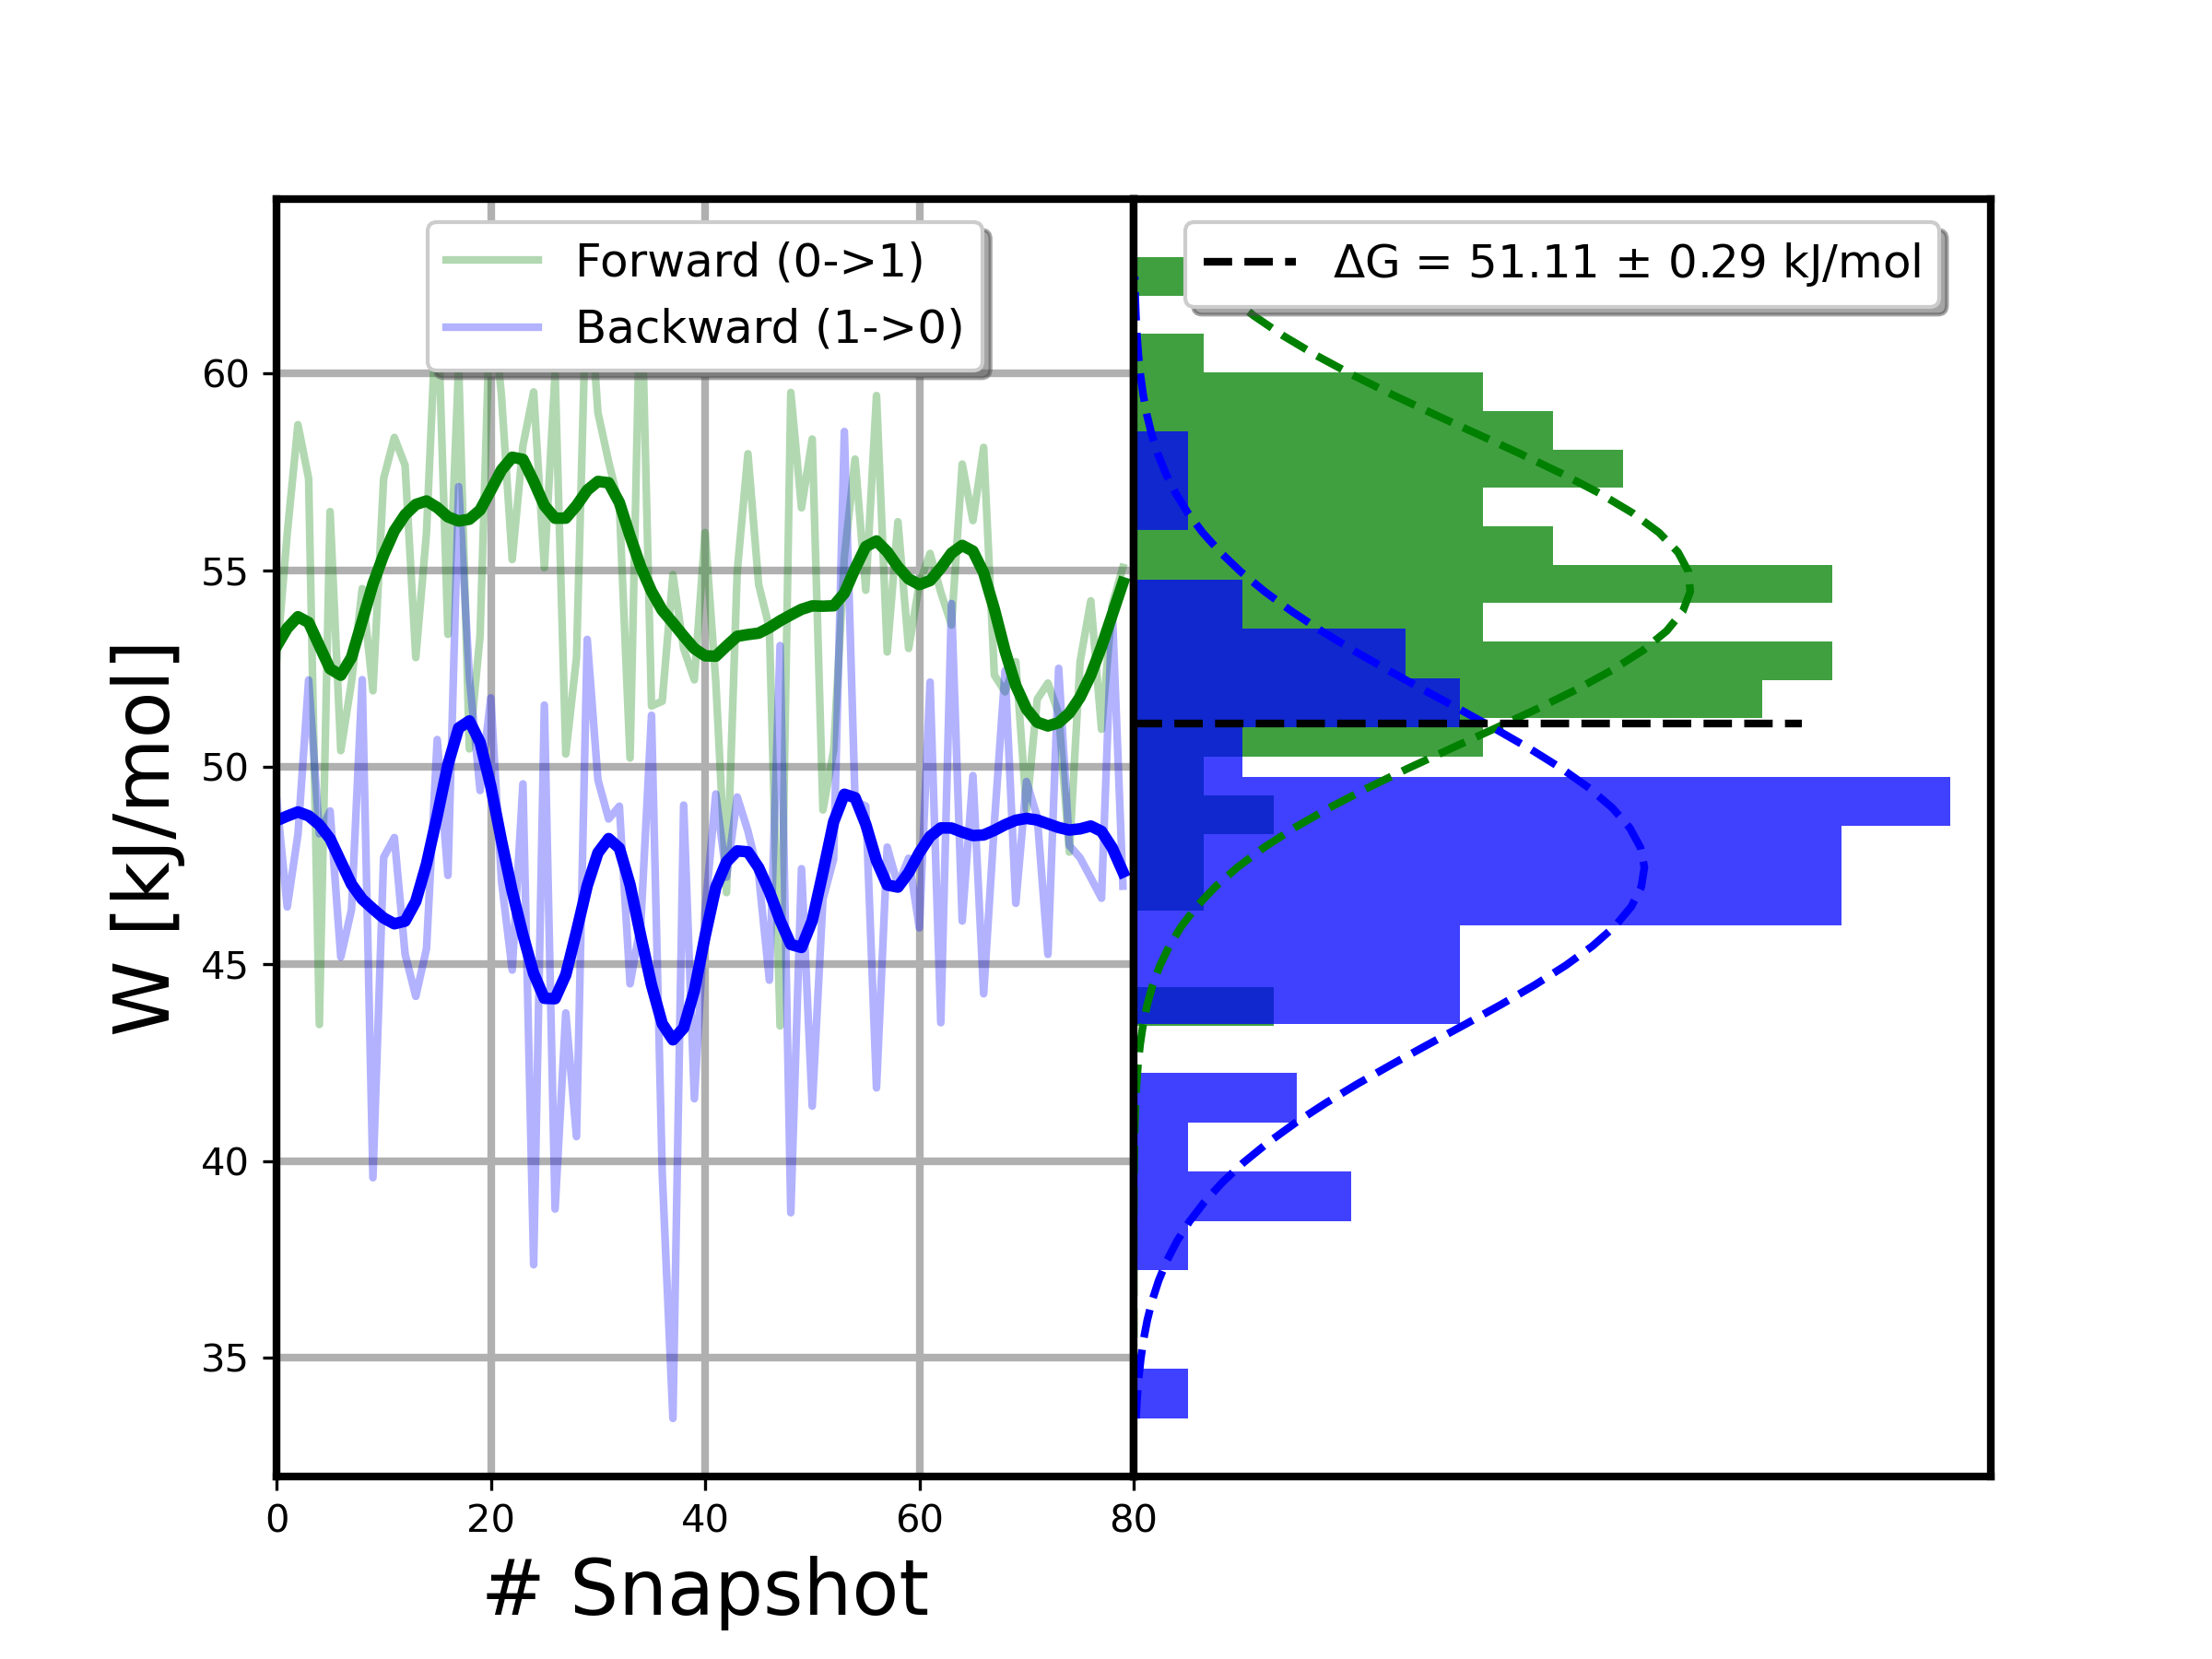 Forward (0->1)
Backward (1->0)
ΔG = 51.11 ± 0.29 kJ/mol
60
55
50
45
40
35
W [kJ/mol]
0 20 40 60 80
# Snapshot